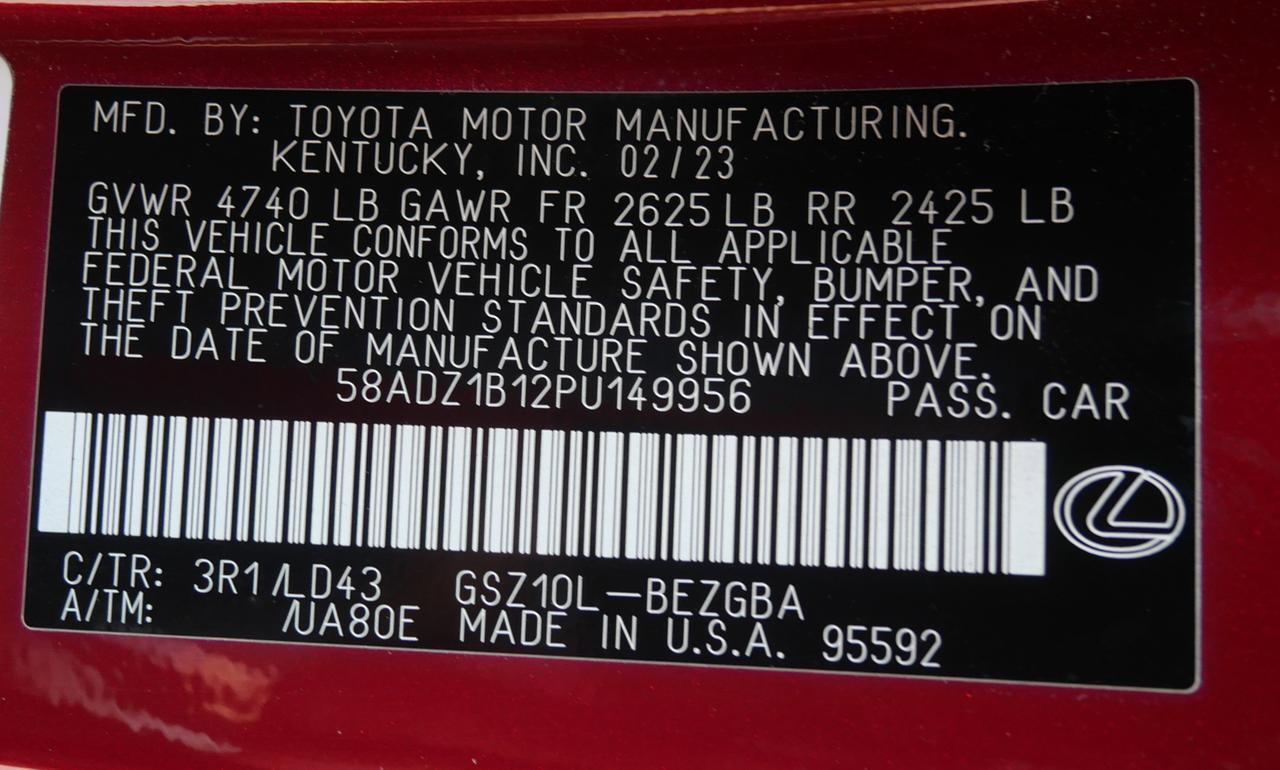 MFD. BY: TOYOTA MOTOR MANUFACTURING.
KENTUCKY, INC. 02/23
GVWR 4740 LB GAWR FR 2625 LB RR 2425 LB
THIS VEHICLE CONFORMS TO ALL APPLICABLE
FEDERAL MOTOR VEHICLE SAFETY, BUMPER, AND
THEFT PREVENTION STANDARDS IN EFFECT ON
THE DATE OF MANUFACTURE SHOWN ABOVE.
58ADZ1B12PU149956 PASS. CAR
C/TR: 3R1/LD43 GSZ10L-BEZGBA
A/TM: /UA80E MADE IN U.S.A. 95592